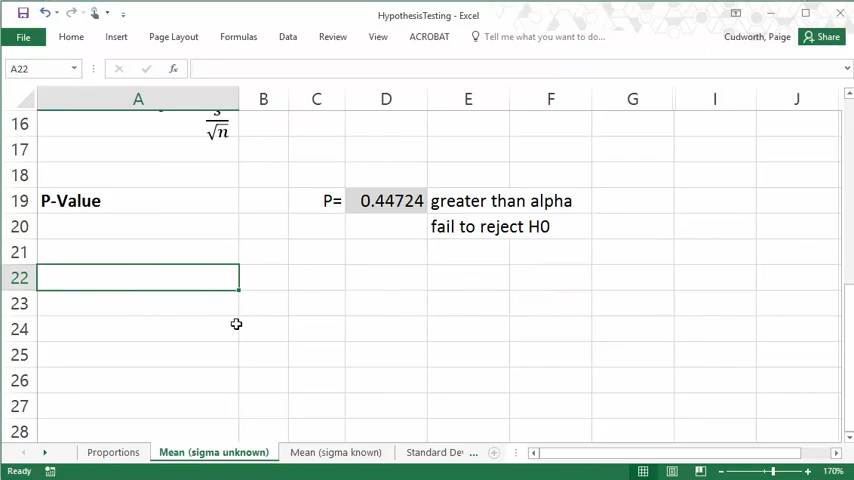 HypothesisTesting - Excel
Cudworth, Paige
Share
File Home Insert Page Layout Formulas Data Review View ACROBAT Tell me what you want to do...
A22 fx
A B C D E F G I J
16 s/√n
17
18
19 P-Value P= 0.44724 greater than alpha
20 fail to reject H0
21
22
23
24
25
26
27
28
Proportions Mean (sigma unknown) Mean (sigma known) Standard De ...
Ready 170%